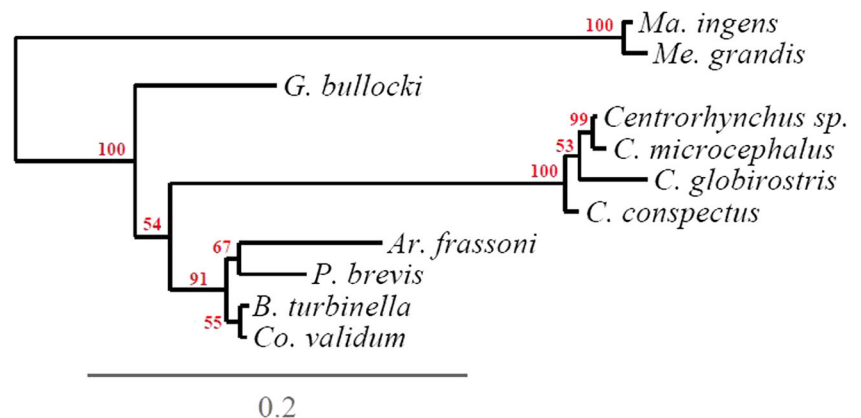 100 Ma. ingens
Me. grandis
G. bullocki
100
99 Centrorhynchus sp.
53 C. microcephalus
100 C. globirostris
C. conspectus
54
67 Ar. frassoni
91 P. brevis
B. turbinella
55 Co. validum
0.2